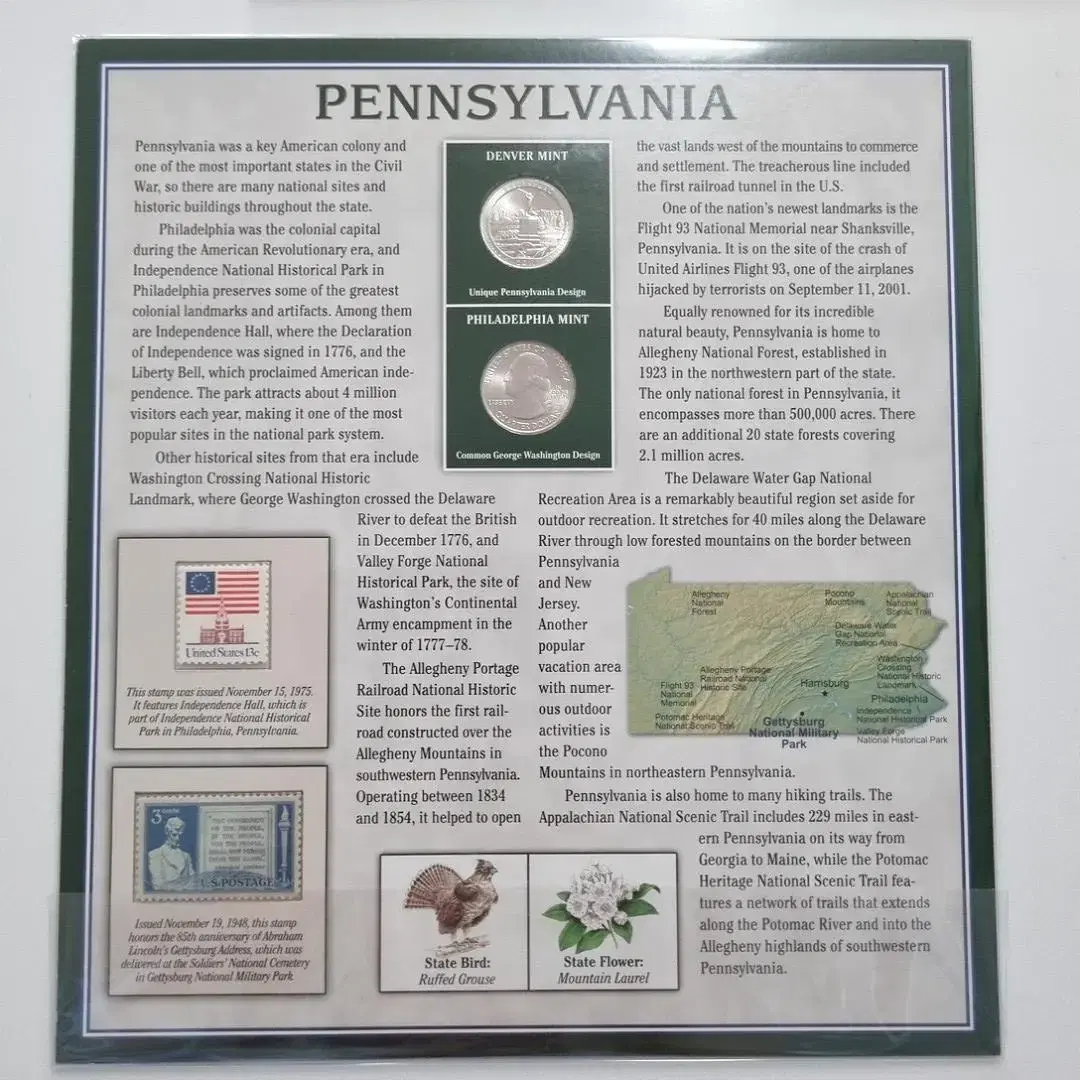 PENNSYLVANIA
Pennsylvania was a key American colony and
one of the most important states in the Civil
War, so there are many national sites and
historic buildings throughout the state.
Philadelphia was the colonial capital
during the American Revolutionary era, and
Independence National Historical Park in
Philadelphia preserves some of the greatest
colonial landmarks and artifacts. Among them
are Independence Hall, where the Declaration
of Independence was signed in 1776, and the
Liberty Bell, which proclaimed American inde-
pendence. The park attracts about 4 million
visitors each year, making it one of the most
popular sites in the national park system.
Other historical sites from that era include
Washington Crossing National Historic
Landmark, where George Washington crossed the Delaware
River to defeat the British
in December 1776, and
Valley Forge National
Historical Park, the site of
Washington's Continental
Army encampment in the
winter of 1777–78.
The Allegheny Portage
Railroad National Historic
Site honors the first rail-
road constructed over the
Allegheny Mountains in
southwestern Pennsylvania.
Operating between 1834
and 1854, it helped to open
DENVER MINT
Unique Pennsylvania Design
PHILADELPHIA MINT
UNITED STATES OF
LIBERTY
QUARTER DOLLAR
Common George Washington Design
the vast lands west of the mountains to commerce
and settlement. The treacherous line included
the first railroad tunnel in the U.S.
One of the nation's newest landmarks is the
Flight 93 National Memorial near Shanksville,
Pennsylvania. It is on the site of the crash of
United Airlines Flight 93, one of the airplanes
hijacked by terrorists on September 11, 2001.
Equally renowned for its incredible
natural beauty, Pennsylvania is home to
Allegheny National Forest, established in
1923 in the northwestern part of the state.
The only national forest in Pennsylvania, it
encompasses more than 500,000 acres. There
are an additional 20 state forests covering
2.1 million acres.
The Delaware Water Gap National
Recreation Area is a remarkably beautiful region set aside for
outdoor recreation. It stretches for 40 miles along the Delaware
River through low forested mountains on the border between
Pennsylvania
and New
Jersey.
Another
popular
vacation area
with numer-
ous outdoor
activities is
the Pocono
Mountains in northeastern Pennsylvania.
Pennsylvania is also home to many hiking trails. The
Appalachian National Scenic Trail includes 229 miles in east-
ern Pennsylvania on its way from
Georgia to Maine, while the Potomac
Heritage National Scenic Trail fea-
tures a network of trails that extends
along the Potomac River and into the
Allegheny highlands of southwestern
Pennsylvania.
United States 13c
This stamp was issued November 15, 1975.
It features Independence Hall, which is
part of Independence National Historical
Park in Philadelphia, Pennsylvania.
3 cents
U.S. POSTAGE
Issued November 19, 1948, this stamp
honors the 85th anniversary of Abraham
Lincoln's Gettysburg Address, which was
delivered at the Soldiers' National Cemetery
in Gettysburg National Military Park.
Allegheny
National
Forest
Pocono
Mountains
Appalachian
National
Scenic Trail
Delaware Water
Gap National
Recreation Area
Washington
Crossing
National Historic
Landmark
Allegheny Portage
Railroad National
Historic Site
Flight 93
National
Memorial
Harrisburg
Philadelphia
Independence
National Historical Park
Potomac Heritage
National Scenic Trail
Gettysburg
National Military
Park
Valley Forge
National Historical Park
State Bird:
Ruffed Grouse
State Flower:
Mountain Laurel